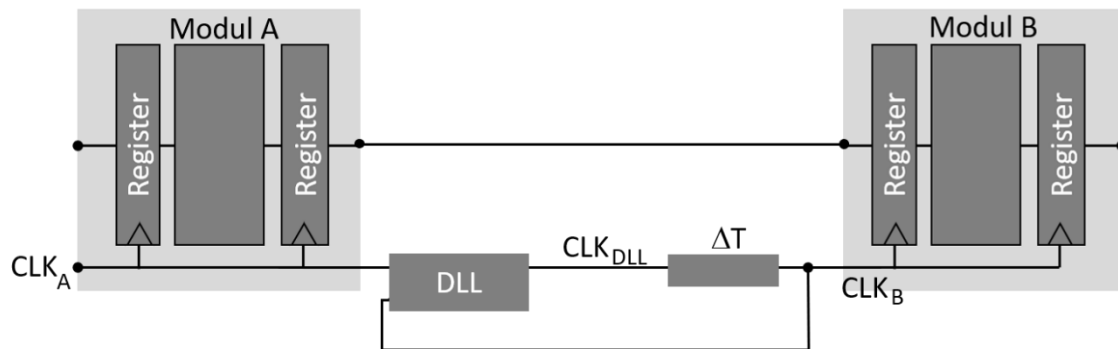 Modul A
Modul B
Register
Register
Register
Register
CLK_A
DLL
CLK_DLL
ΔT
CLK_B